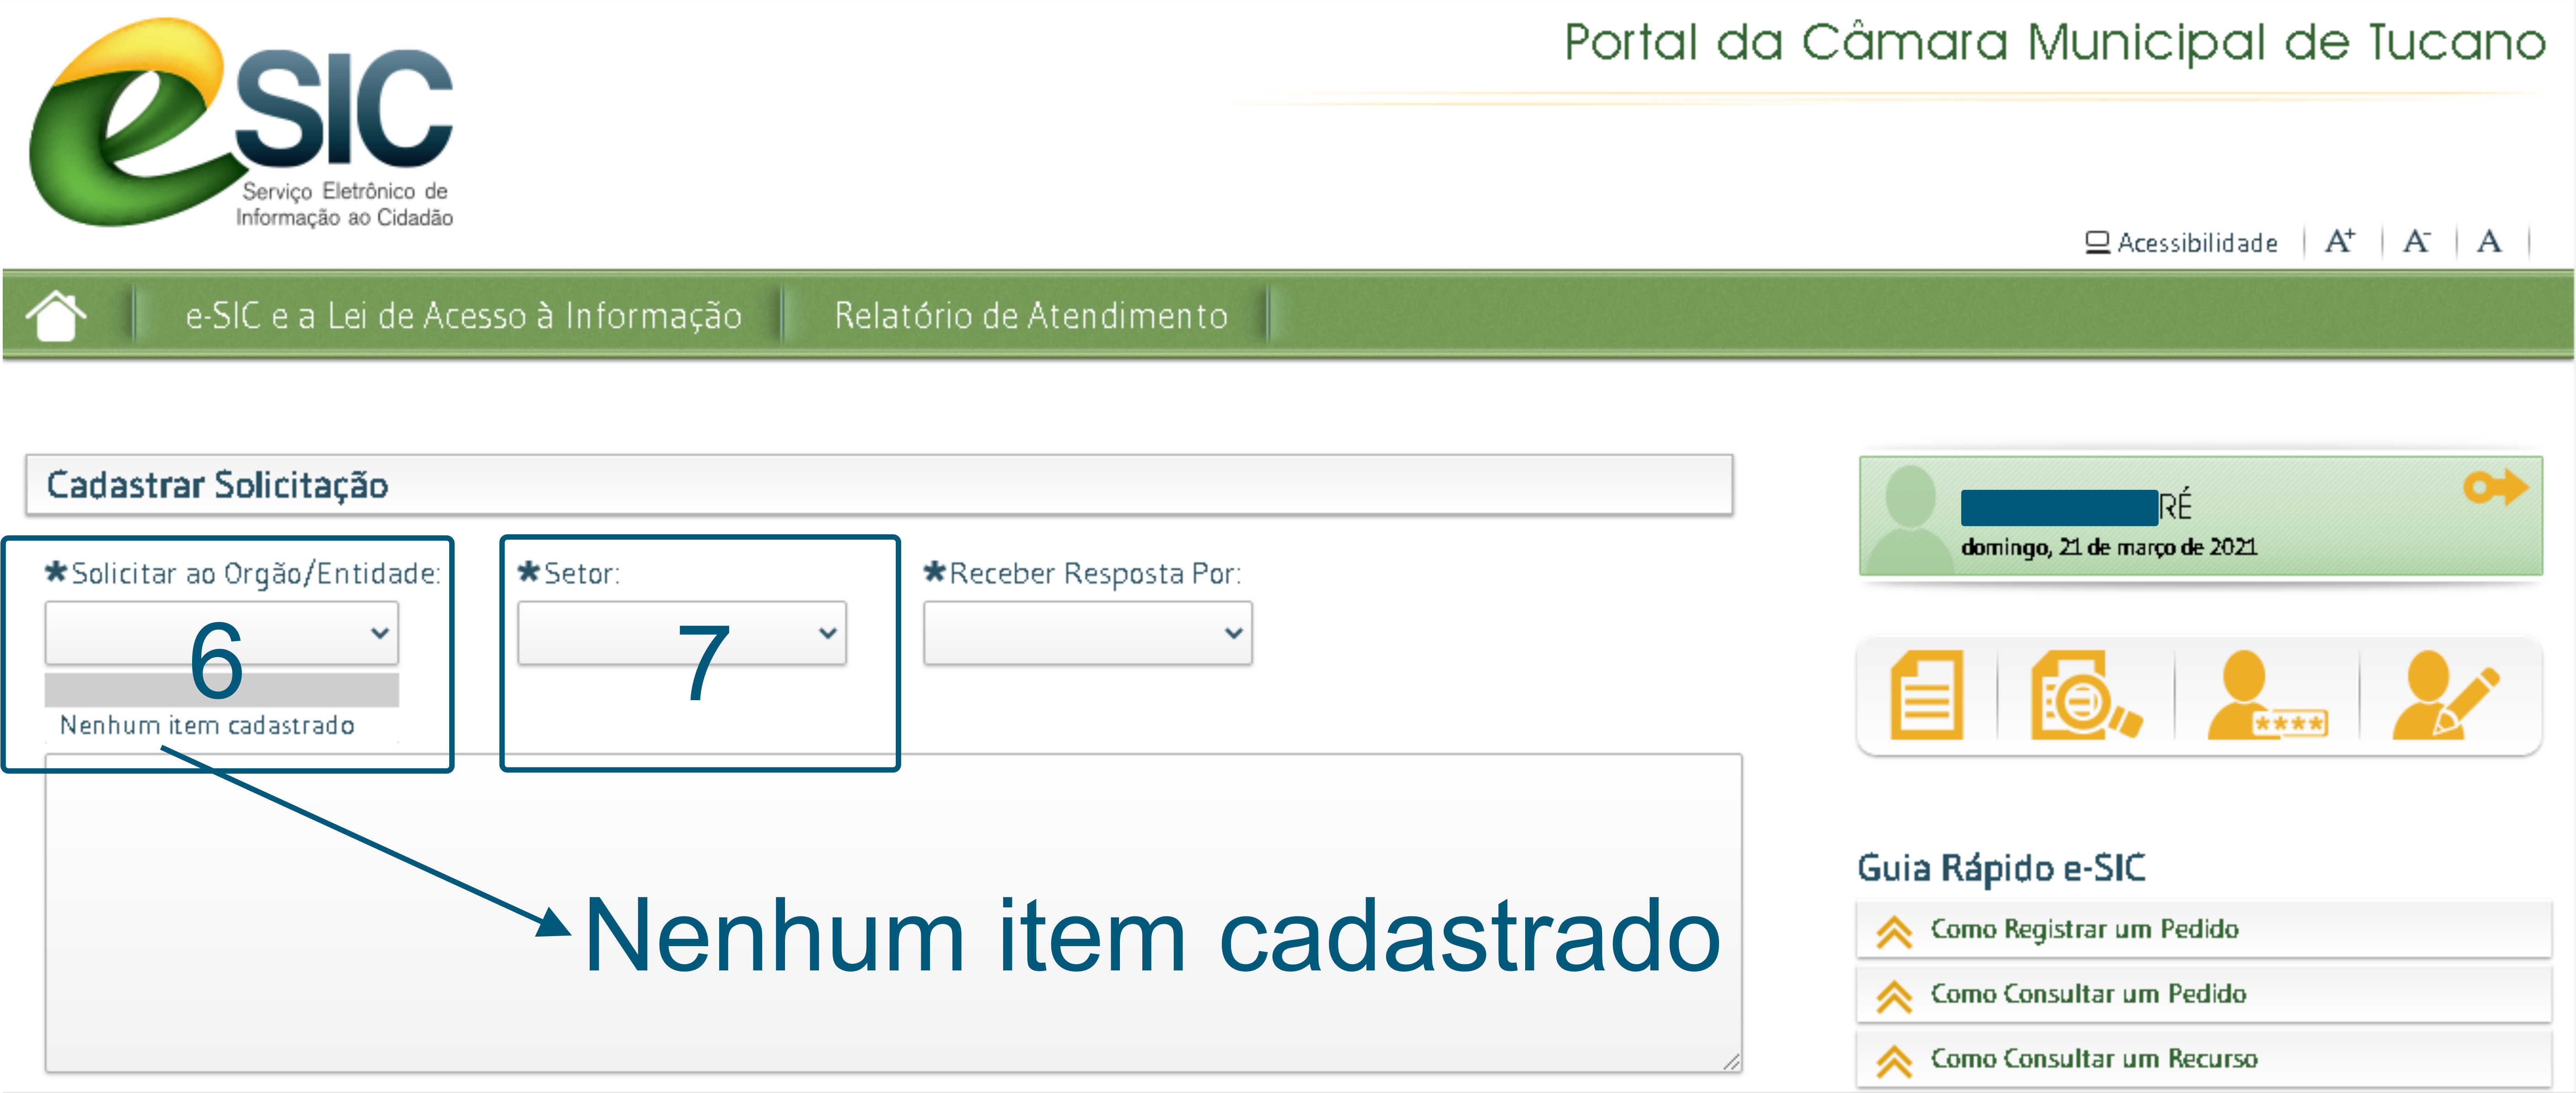 eSIC
Serviço Eletrônico de
Informação ao Cidadão
Portal da Câmara Municipal de Tucano
Acessibilidade A+ A- A
e-SIC e a Lei de Acesso à Informação Relatório de Atendimento
Cadastrar Solicitação
*Solicitar ao Orgão/Entidade: *Setor: *Receber Resposta Por:
6 7
Nenhum item cadastrado
Nenhum item cadastrado
RÉ
domingo, 21 de março de 2021
****
Guia Rápido e-SIC
Como Registrar um Pedido
Como Consultar um Pedido
Como Consultar um Recurso